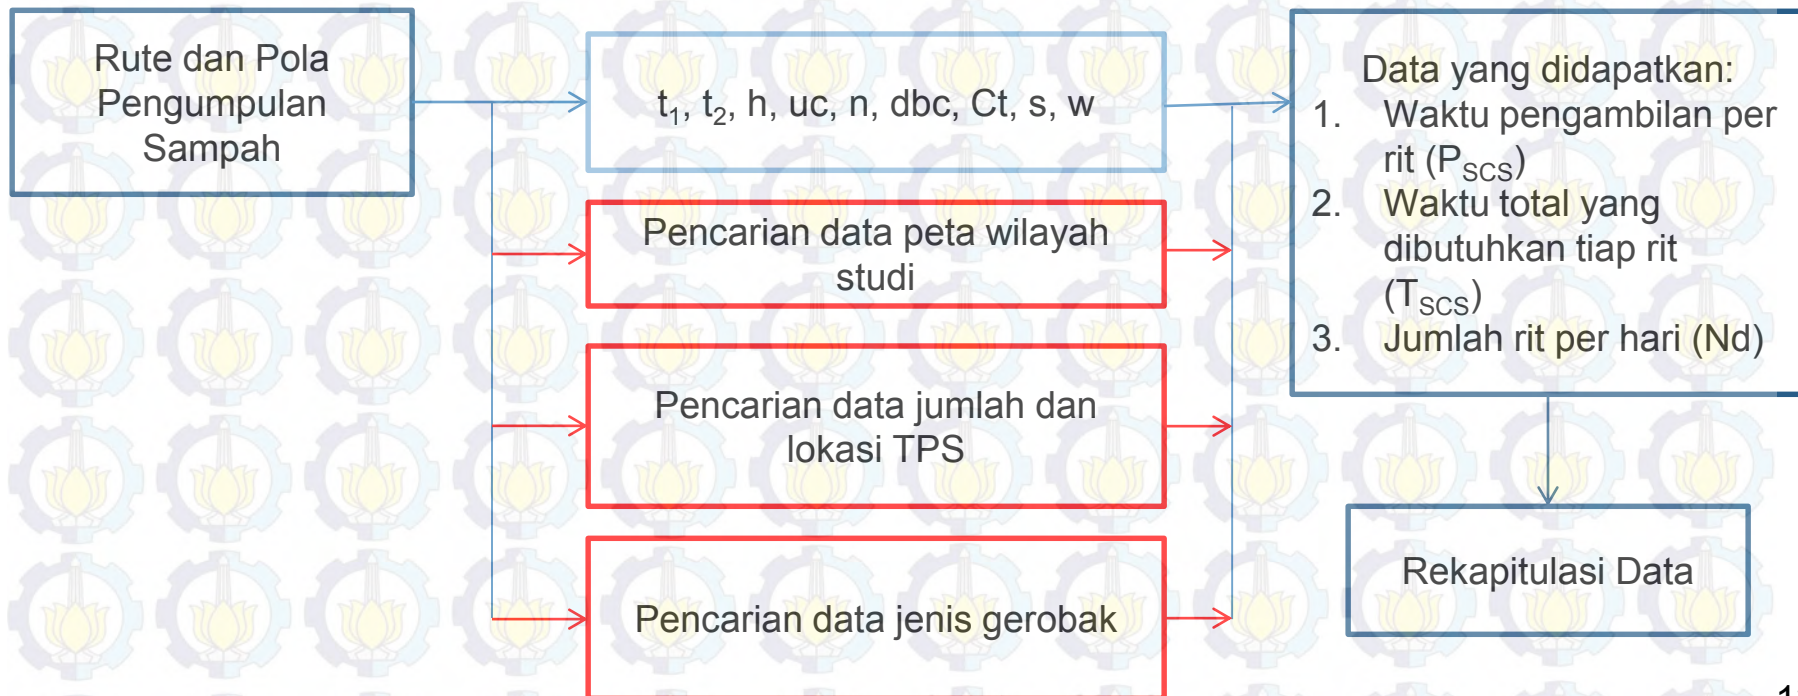 Rute dan Pola
Pengumpulan
Sampah
t₁, t₂, h, uc, n, dbc, Ct, s, w
Pencarian data peta wilayah
studi
Pencarian data jumlah dan
lokasi TPS
Pencarian data jenis gerobak
Data yang didapatkan:
1. Waktu pengambilan per
rit (P_SCS)
2. Waktu total yang
dibutuhkan tiap rit
(T_SCS)
3. Jumlah rit per hari (Nd)
Rekapitulasi Data